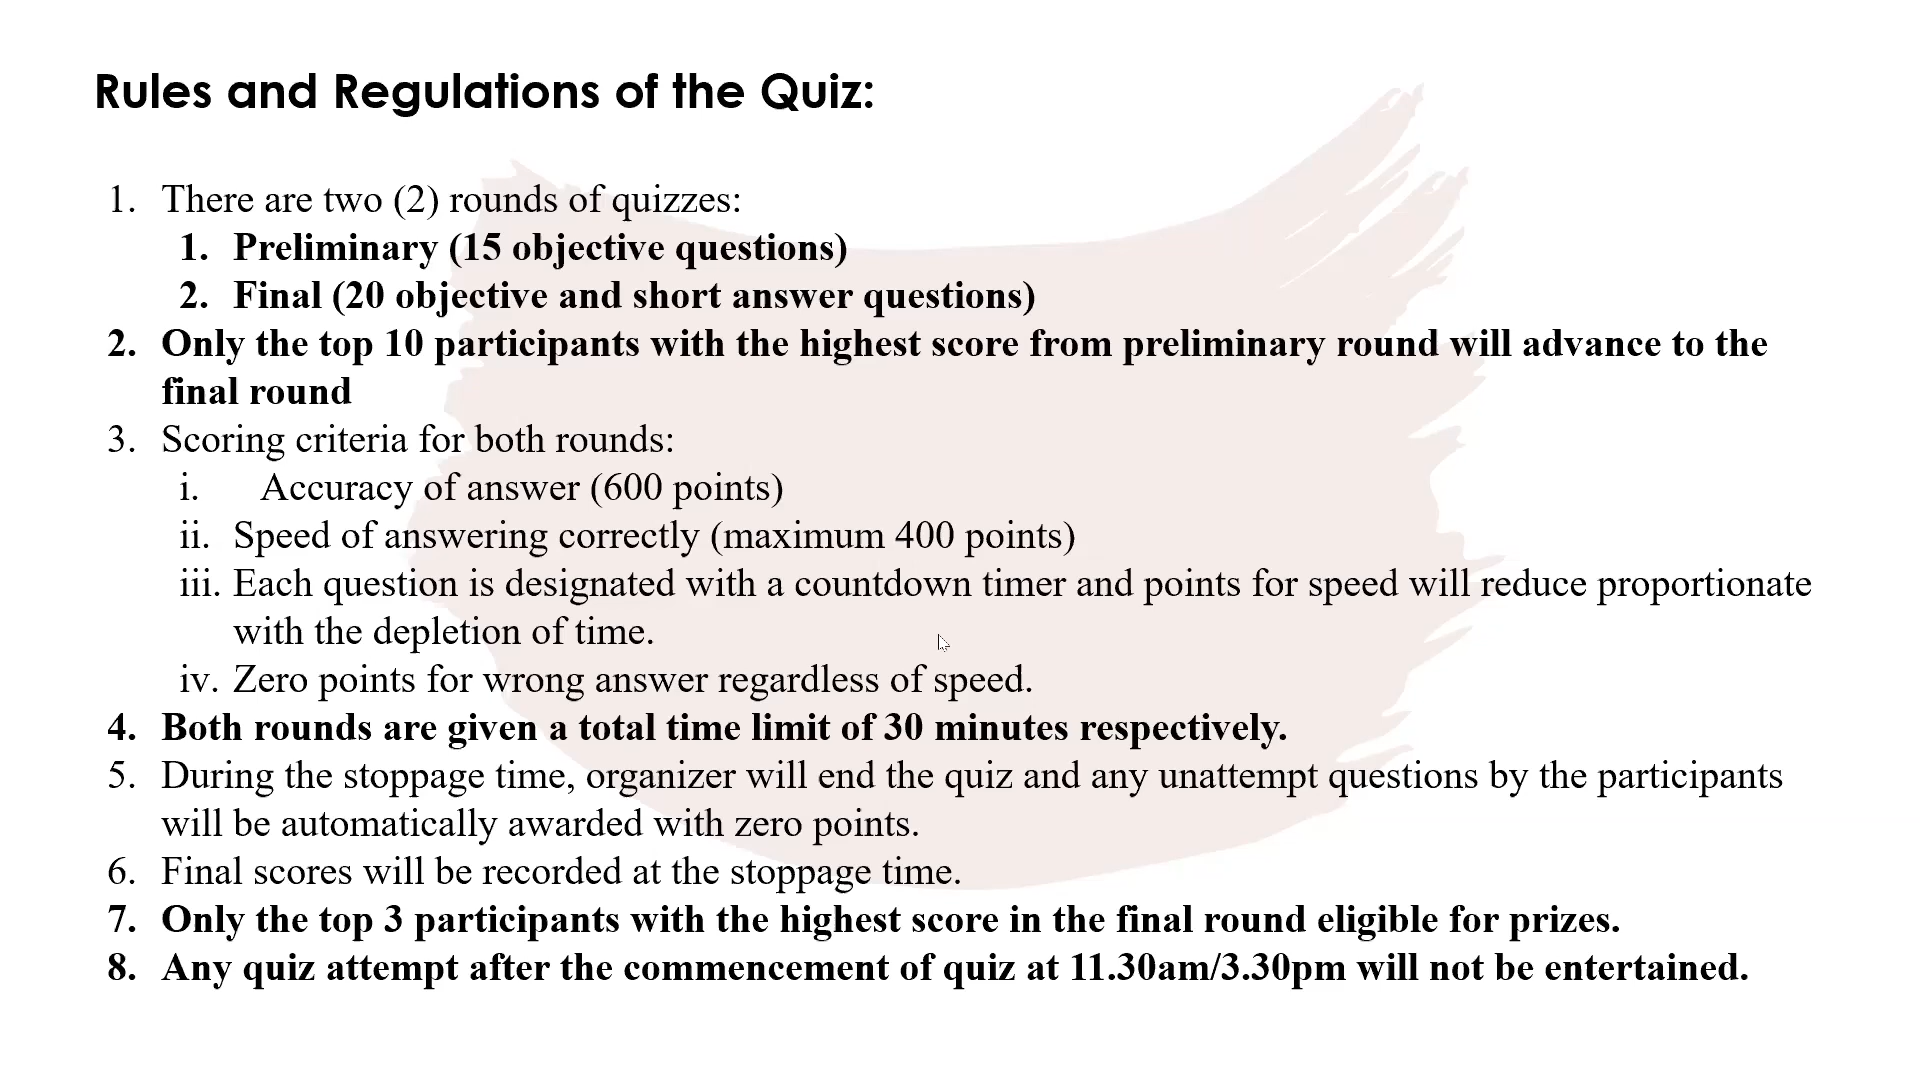 Rules and Regulations of the Quiz:
1. There are two (2) rounds of quizzes:
1. Preliminary (15 objective questions)
2. Final (20 objective and short answer questions)
2. Only the top 10 participants with the highest score from preliminary round will advance to the
final round
3. Scoring criteria for both rounds:
i. Accuracy of answer (600 points)
ii. Speed of answering correctly (maximum 400 points)
iii. Each question is designated with a countdown timer and points for speed will reduce proportionate
with the depletion of time.
iv. Zero points for wrong answer regardless of speed.
4. Both rounds are given a total time limit of 30 minutes respectively.
5. During the stoppage time, organizer will end the quiz and any unattempt questions by the participants
will be automatically awarded with zero points.
6. Final scores will be recorded at the stoppage time.
7. Only the top 3 participants with the highest score in the final round eligible for prizes.
8. Any quiz attempt after the commencement of quiz at 11.30am/3.30pm will not be entertained.